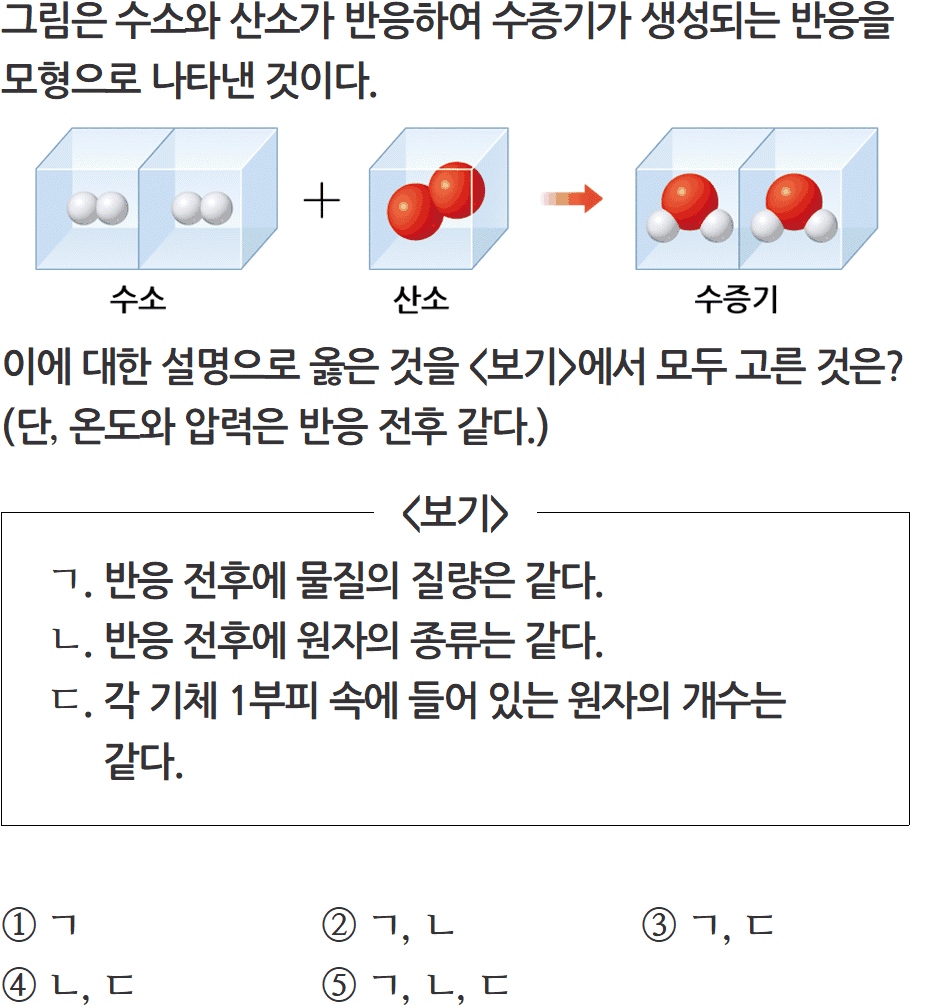 그림은 수소와 산소가 반응하여 수증기가 생성되는 반응을
모형으로 나타낸 것이다.
+
수소 산소 수증기
이에 대한 설명으로 옳은 것을 <보기>에서 모두 고른 것은?
(단, 온도와 압력은 반응 전후 같다.)
<보기>
ㄱ. 반응 전후에 물질의 질량은 같다.
ㄴ. 반응 전후에 원자의 종류는 같다.
ㄷ. 각 기체 1부피 속에 들어 있는 원자의 개수는
같다.
① ㄱ ② ㄱ, ㄴ ③ ㄱ, ㄷ
④ ㄴ, ㄷ ⑤ ㄱ, ㄴ, ㄷ